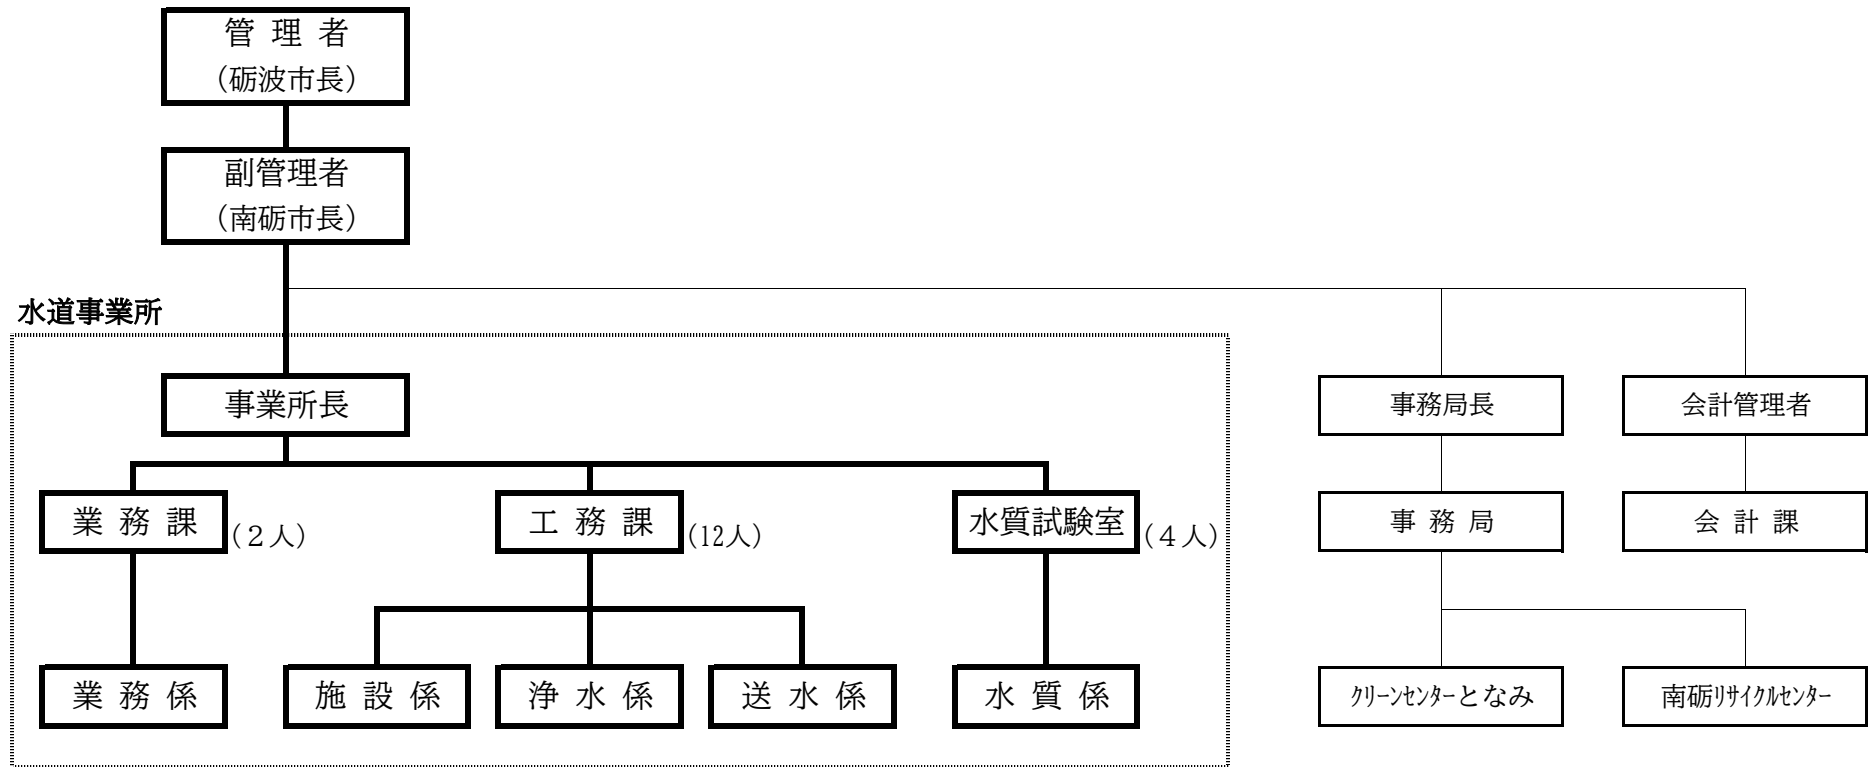 管 理 者
（砺波市長）
副管理者
（南砺市長）
水道事業所
事業所長
事務局長
会計管理者
業 務 課
（２人）
工 務 課
（12人）
水質試験室
（４人）
事 務 局
会 計 課
業 務 係
施 設 係
浄 水 係
送 水 係
水 質 係
ｸﾘｰﾝｾﾝﾀｰとなみ
南砺ﾘｻｲｸﾙｾﾝﾀｰ